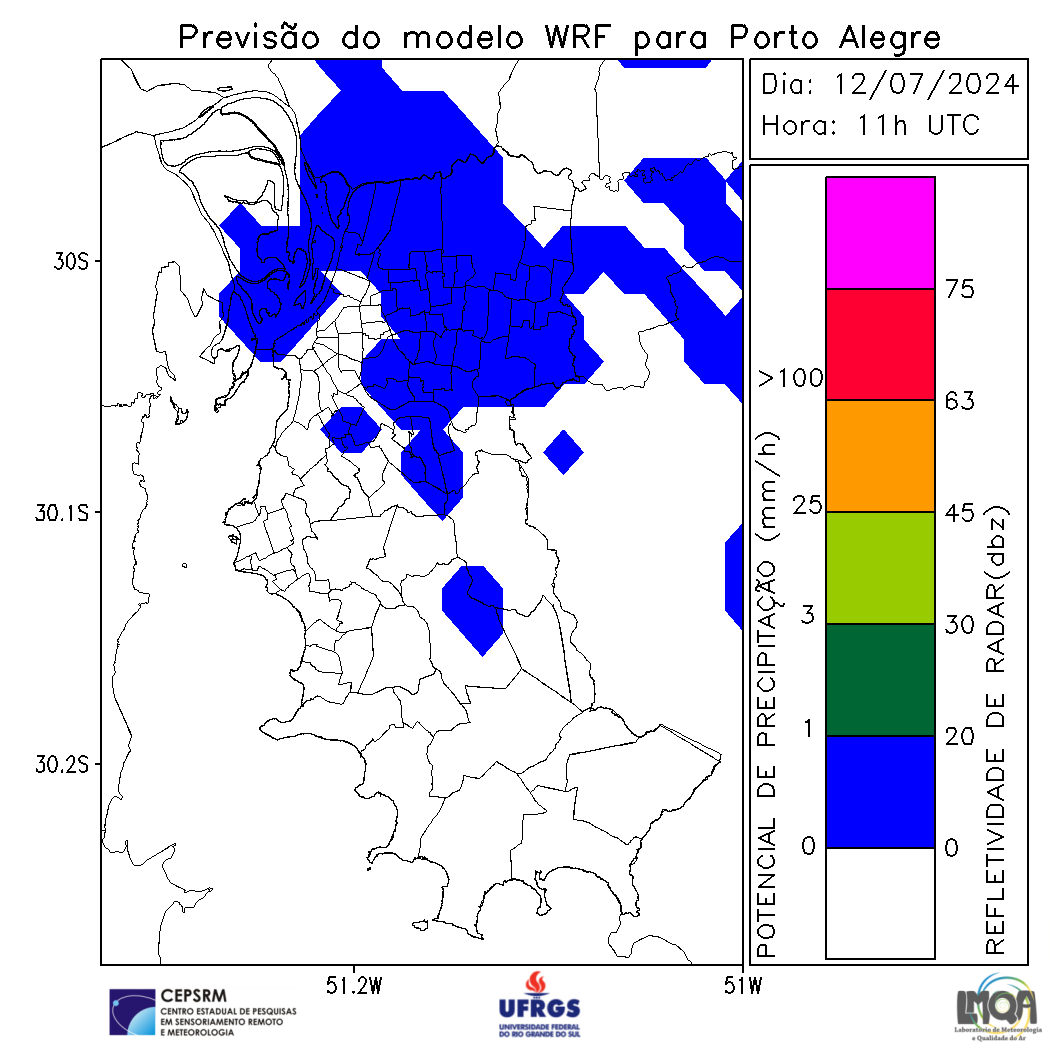 Previsão do modelo WRF para Porto Alegre
Dia: 12/07/2024
Hora: 11h UTC
30S
30.1S
30.2S
51.2W
51W
POTENCIAL DE PRECIPITAÇÃO (mm/h)
>100
25
3
1
0
75
63
45
30
20
0
REFLETIVIDADE DE RADAR(dbz)
CEPSRM
CENTRO ESTADUAL DE PESQUISAS
EM SENSORIAMENTO REMOTO
E METEOROLOGIA
UFRGS
UNIVERSIDADE FEDERAL
DO RIO GRANDE DO SUL
LMQA
Laboratório de Meteorologia
e Qualidade do Ar